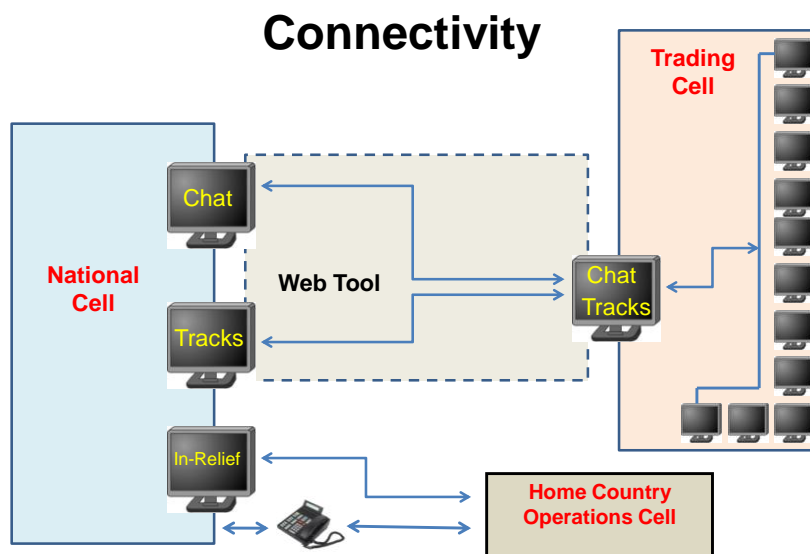 Connectivity
Trading
Cell
Chat
National
Cell
Web Tool
Chat
Tracks
Tracks
In-Relief
Home Country
Operations Cell